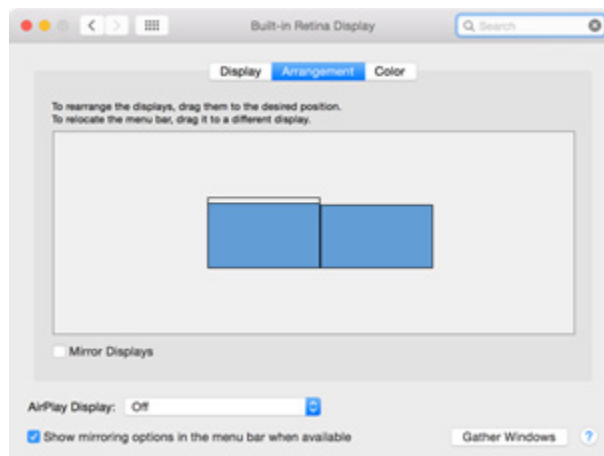 Built-in Retina Display
Search
Display Arrangement Color
To rearrange the displays, drag them to the desired position.
To relocate the menu bar, drag it to a different display.
Mirror Displays
AirPlay Display: Off
Show mirroring options in the menu bar when available
Gather Windows ?